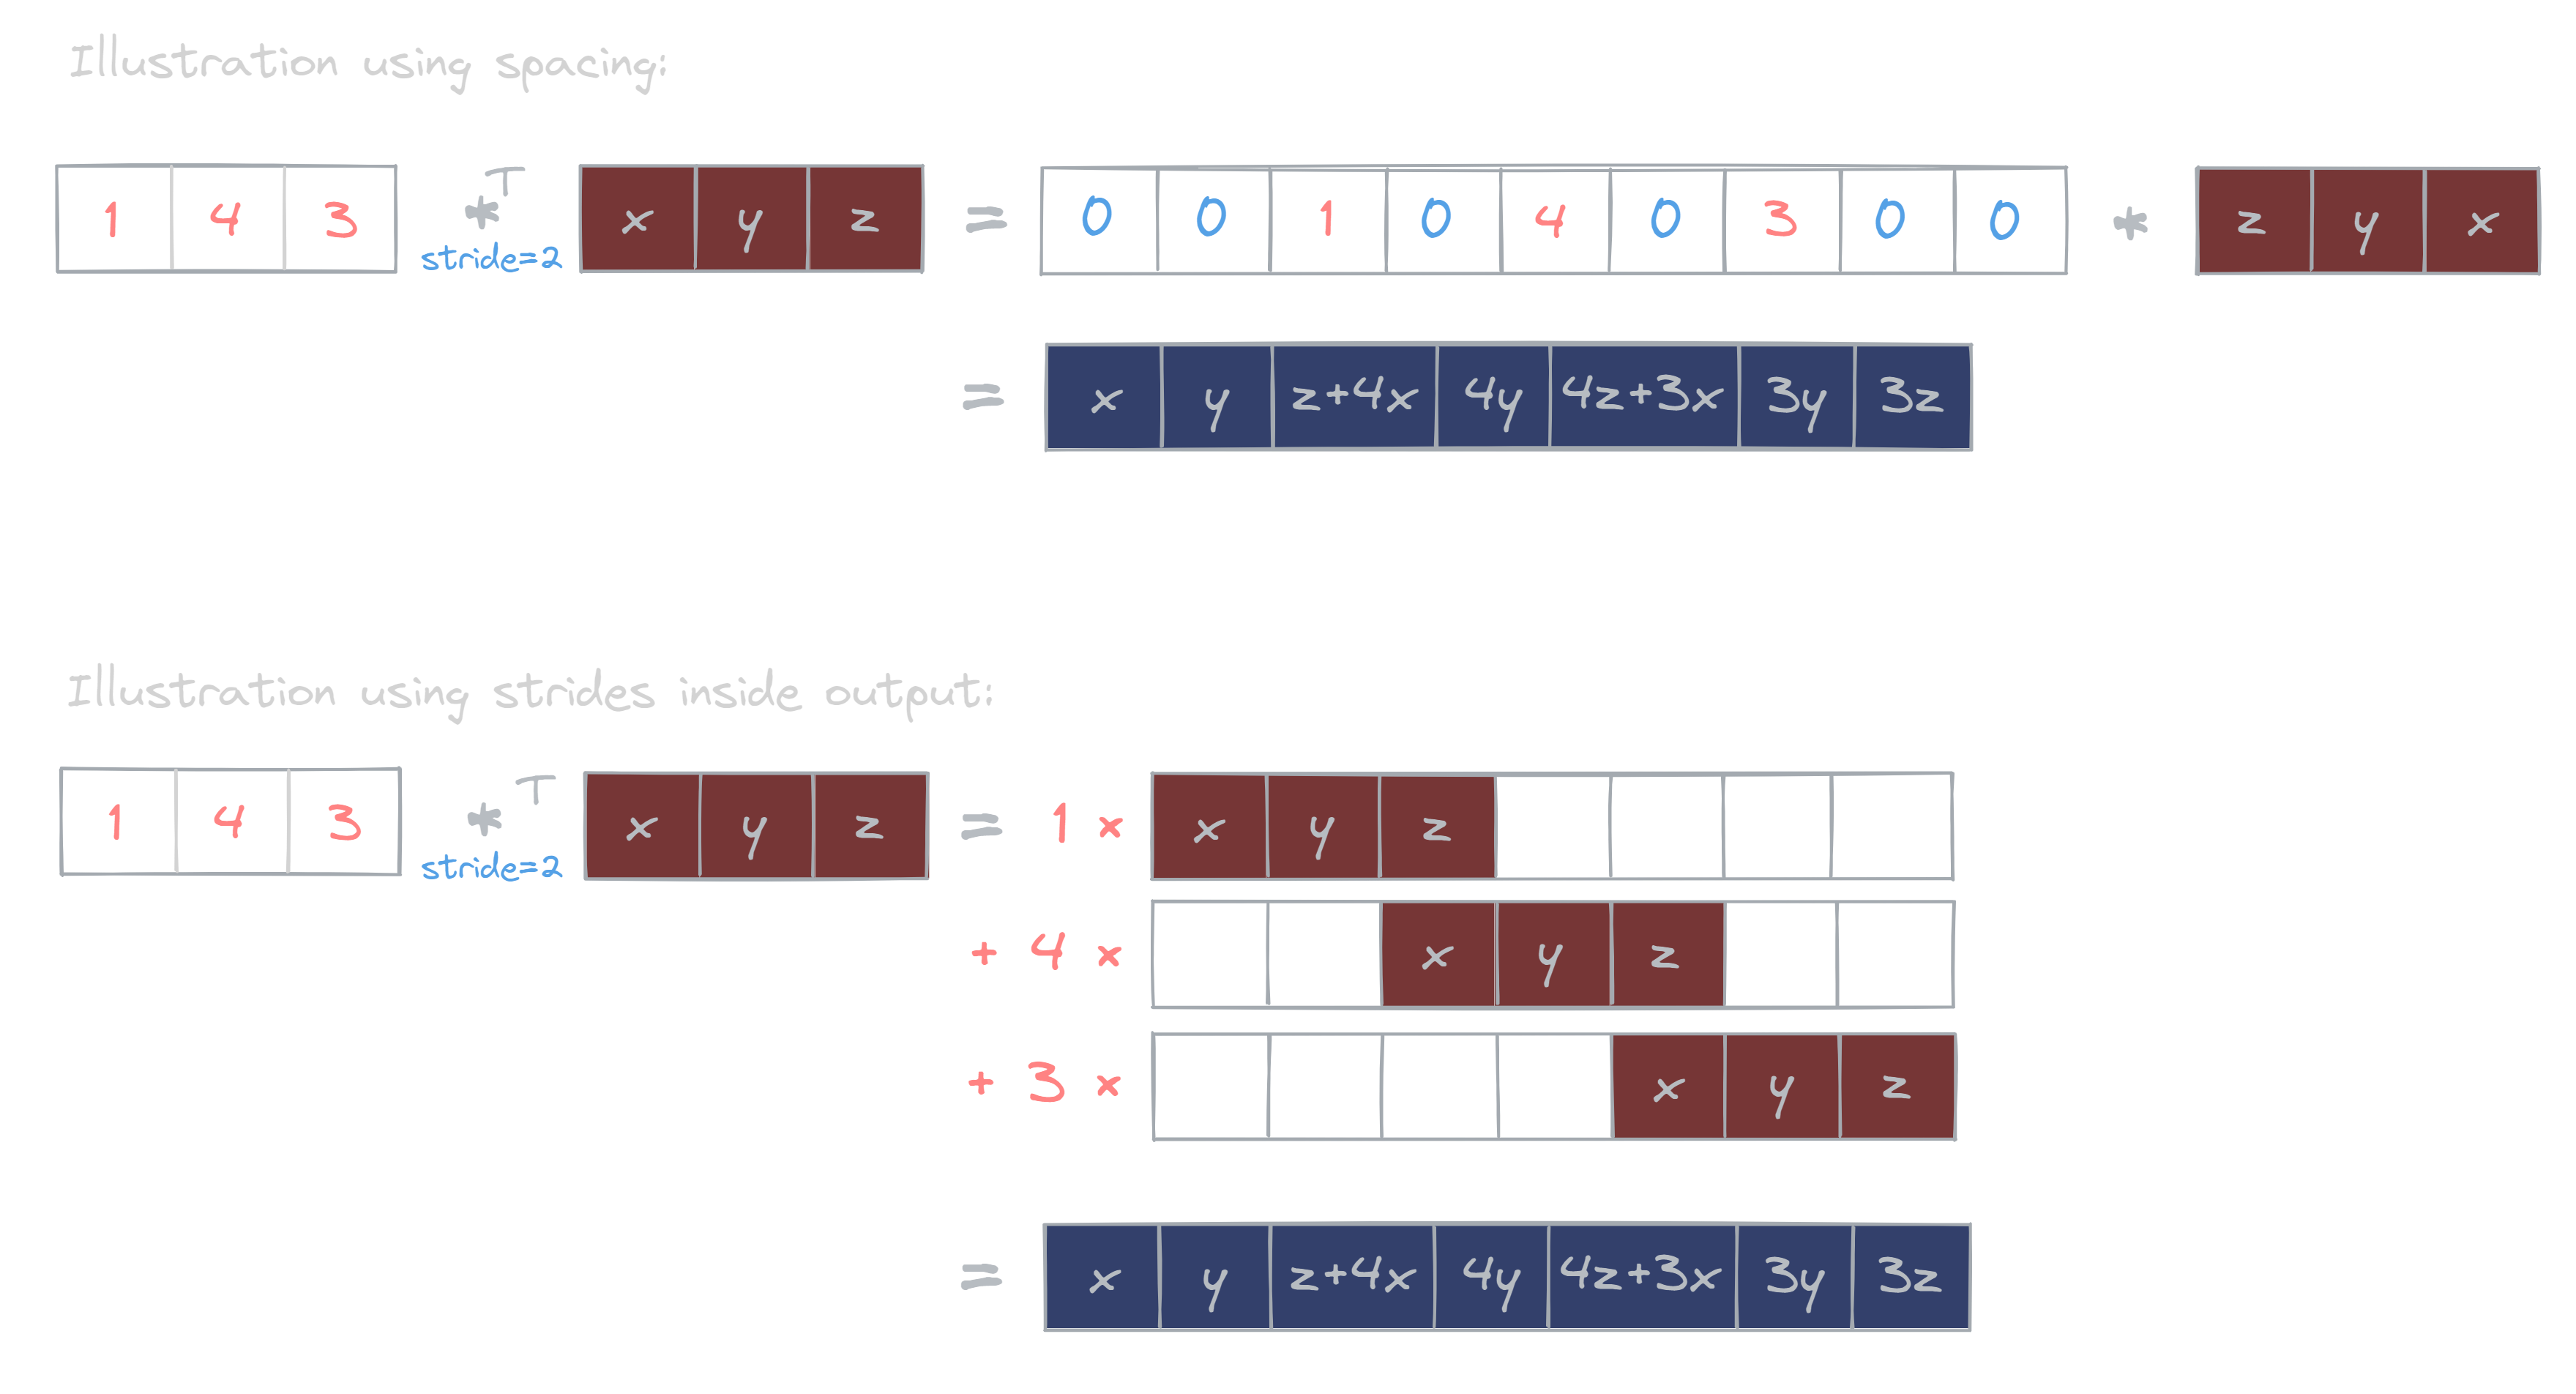 Illustration using spacing:
1 4 3 * T stride=2 x y z = 0 0 1 0 4 0 3 0 0 * z y x
= x y z+4x 4y 4z+3x 3y 3z
Illustration using strides inside output:
1 4 3 * T stride=2 x y z = 1 × x y z
+ 4 × x y z
+ 3 × x y z
= x y z+4x 4y 4z+3x 3y 3z